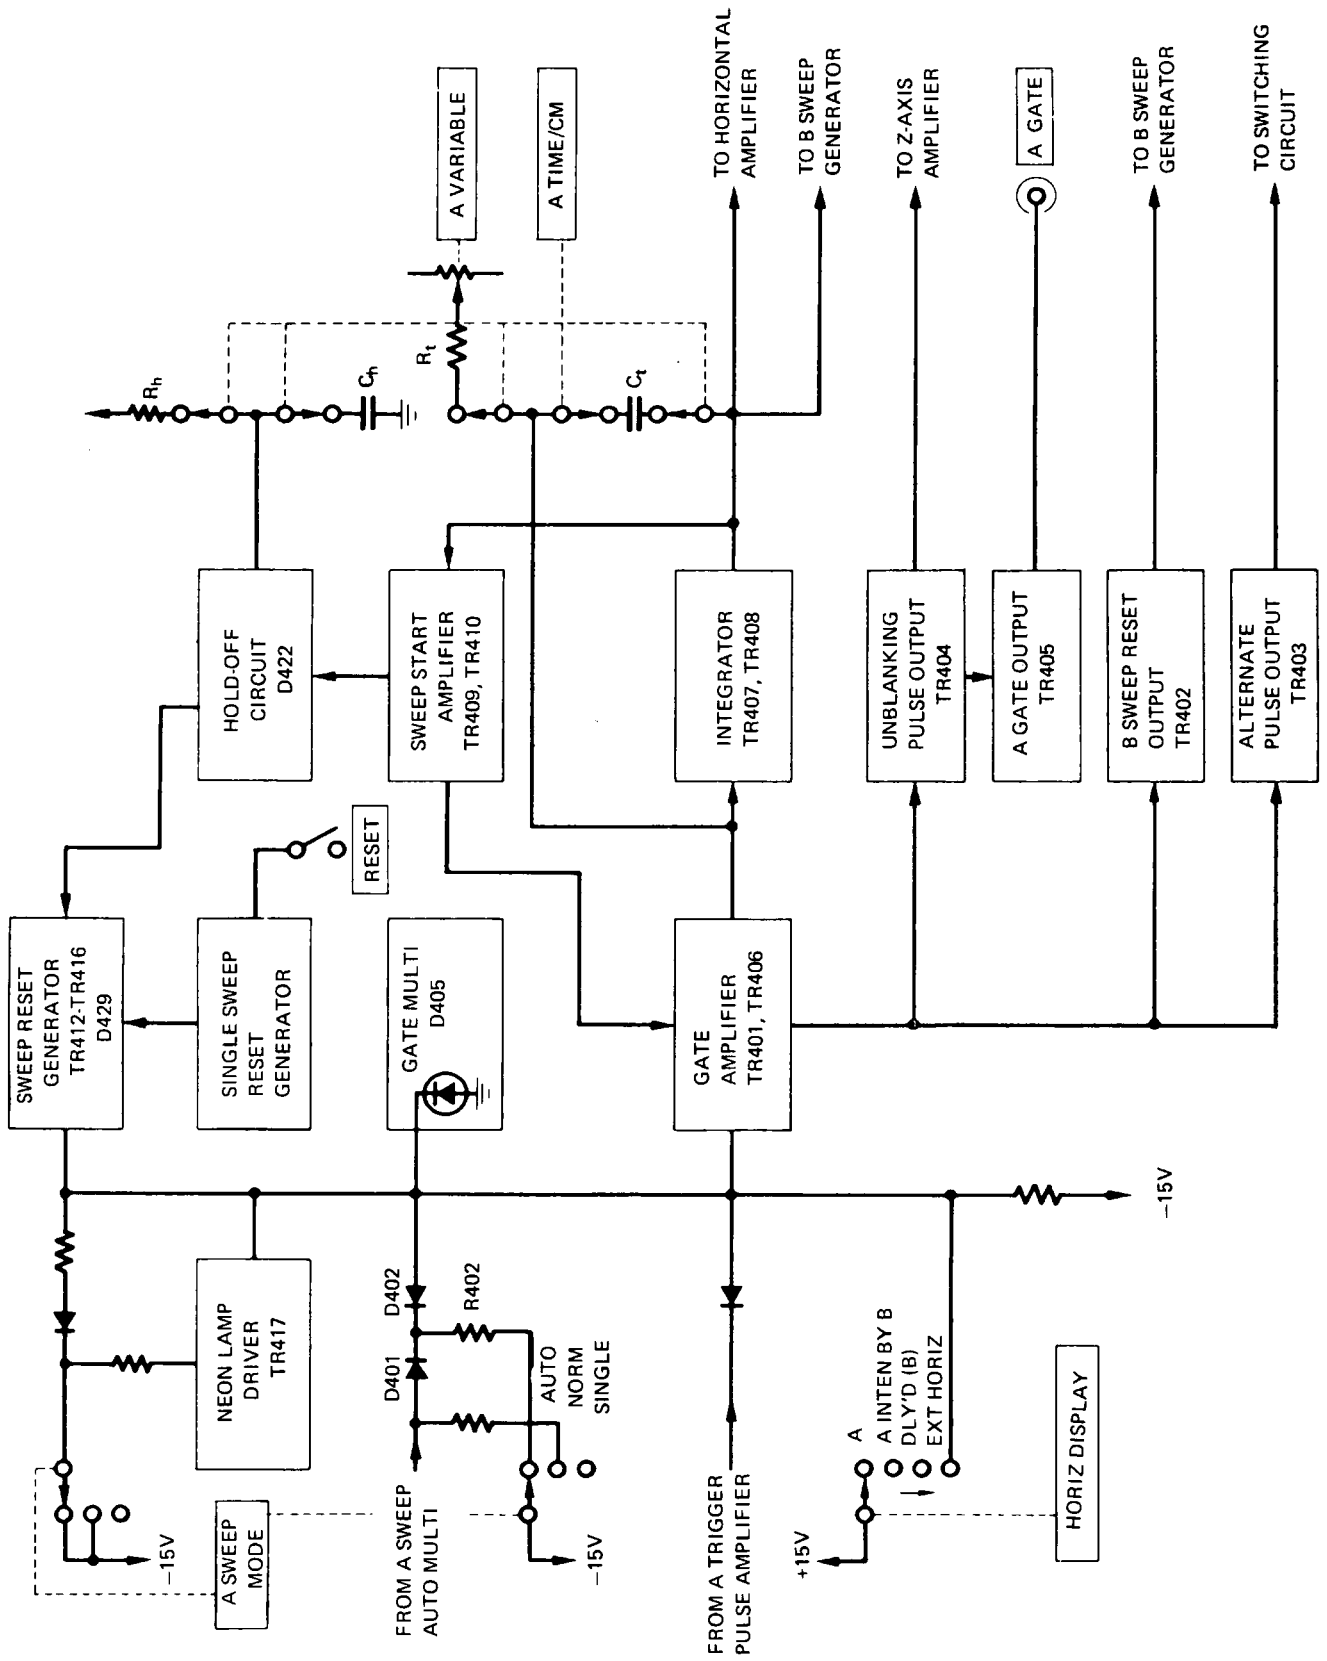 A SWEEP
MODE
−15V
NEON LAMP
DRIVER
TR417
SWEEP RESET
GENERATOR
TR412-TR416
D429
SINGLE SWEEP
RESET
GENERATOR
RESET
HOLD-OFF
CIRCUIT
D422
Rh
Ch
FROM A SWEEP
AUTO MULTI
−15V
D401
D402
R402
AUTO
NORM
SINGLE
GATE MULTI
D405
SWEEP START
AMPLIFIER
TR409, TR410
Rt
Ct
A VARIABLE
A TIME/CM
FROM A TRIGGER
PULSE AMPLIFIER
GATE
AMPLIFIER
TR401, TR406
INTEGRATOR
TR407, TR408
TO HORIZONTAL
AMPLIFIER
TO B SWEEP
GENERATOR
+15V
A
A INTEN BY B
DLY'D (B)
EXT HORIZ
HORIZ DISPLAY
−15V
UNBLANKING
PULSE OUTPUT
TR404
TO Z-AXIS
AMPLIFIER
A GATE OUTPUT
TR405
A GATE
B SWEEP RESET
OUTPUT
TR402
TO B SWEEP
GENERATOR
ALTERNATE
PULSE OUTPUT
TR403
TO SWITCHING
CIRCUIT